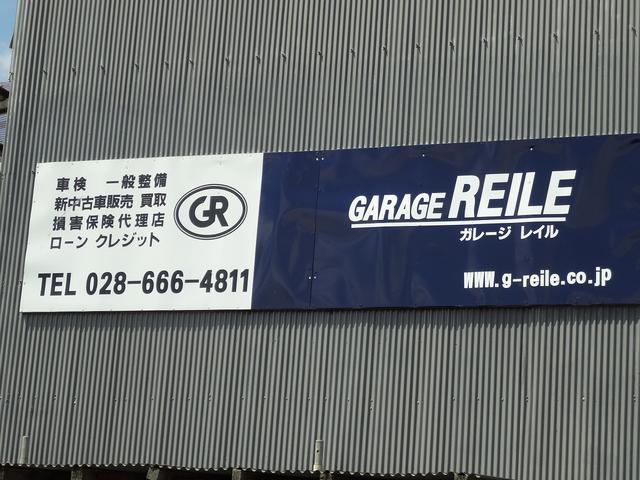 車検 一般整備
新中古車販売 買取
損害保険代理店
ローン クレジット
GR
TEL 028-666-4811
GARAGE REILE
ガレージ レイル
www.g-reile.co.jp